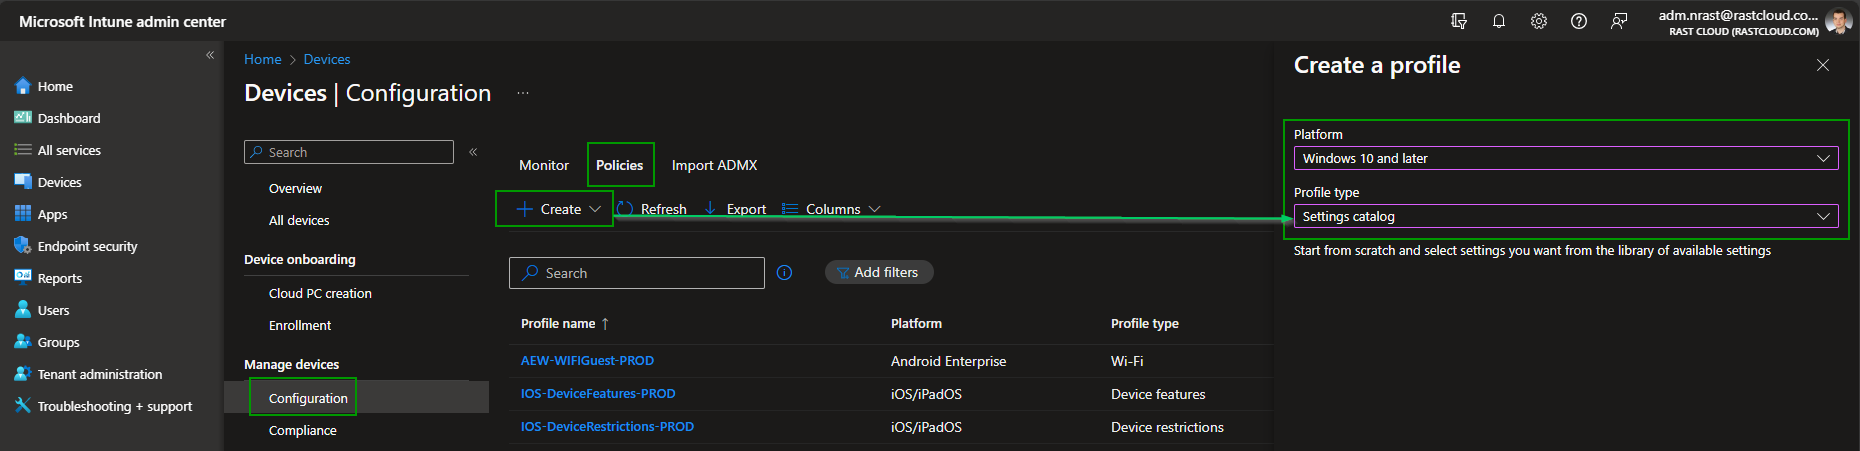 Microsoft Intune admin center
adm.nrast@rastcloud.co...
RAST CLOUD (RASTCLOUD.COM)
Home
Dashboard
All services
Devices
Apps
Endpoint security
Reports
Users
Groups
Tenant administration
Troubleshooting + support
Home > Devices
Devices | Configuration ...
Search
Overview
All devices
Device onboarding
Cloud PC creation
Enrollment
Manage devices
Configuration
Compliance
Monitor Policies Import ADMX
Create Refresh Export Columns
Search Add filters
Profile name ↑ Platform Profile type
AEW-WIFIGuest-PROD Android Enterprise Wi-Fi
IOS-DeviceFeatures-PROD iOS/iPadOS Device features
IOS-DeviceRestrictions-PROD iOS/iPadOS Device restrictions
Create a profile
Platform
Windows 10 and later
Profile type
Settings catalog
Start from scratch and select settings you want from the library of available settings